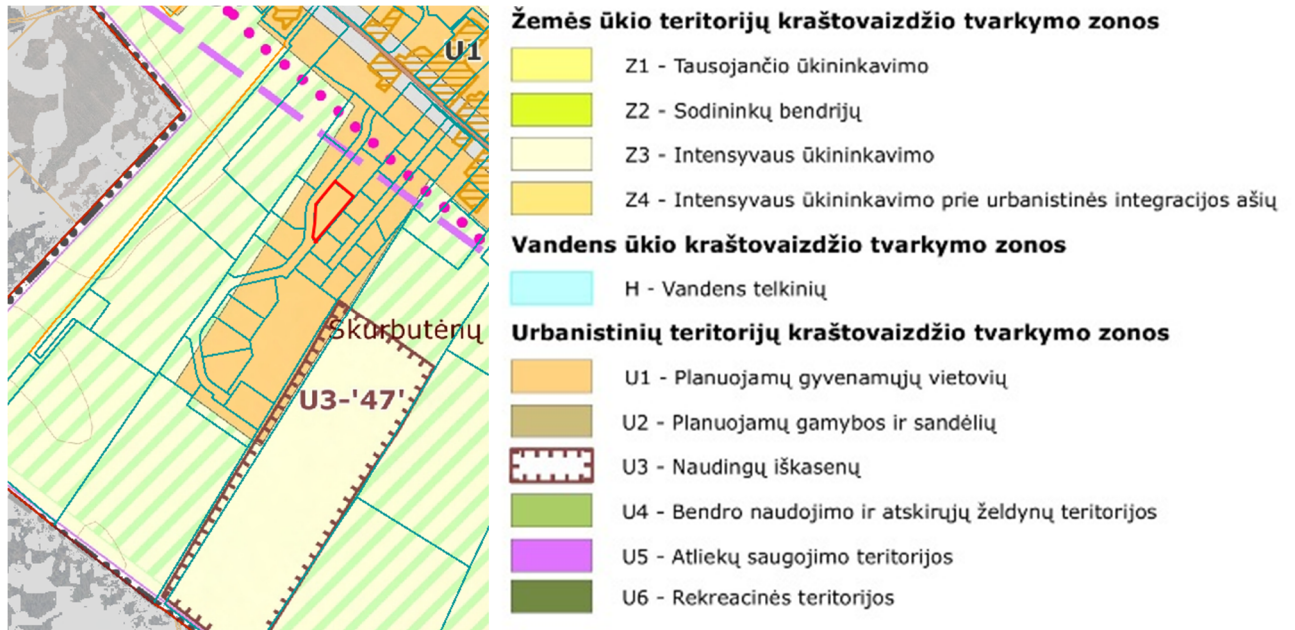 U1
Skurbutėnų
U3-'47'
Žemės ūkio teritorijų kraštovaizdžio tvarkymo zonos
Z1 - Tausojančio ūkininkavimo
Z2 - Sodininkų bendrijų
Z3 - Intensyvaus ūkininkavimo
Z4 - Intensyvaus ūkininkavimo prie urbanistinės integracijos ašių
Vandens ūkio kraštovaizdžio tvarkymo zonos
H - Vandens telkinių
Urbanistinių teritorijų kraštovaizdžio tvarkymo zonos
U1 - Planuojamų gyvenamųjų vietovių
U2 - Planuojamų gamybos ir sandėlių
U3 - Naudingų iškasenų
U4 - Bendro naudojimo ir atskirųjų želdynų teritorijos
U5 - Atliekų saugojimo teritorijos
U6 - Rekreacinės teritorijos